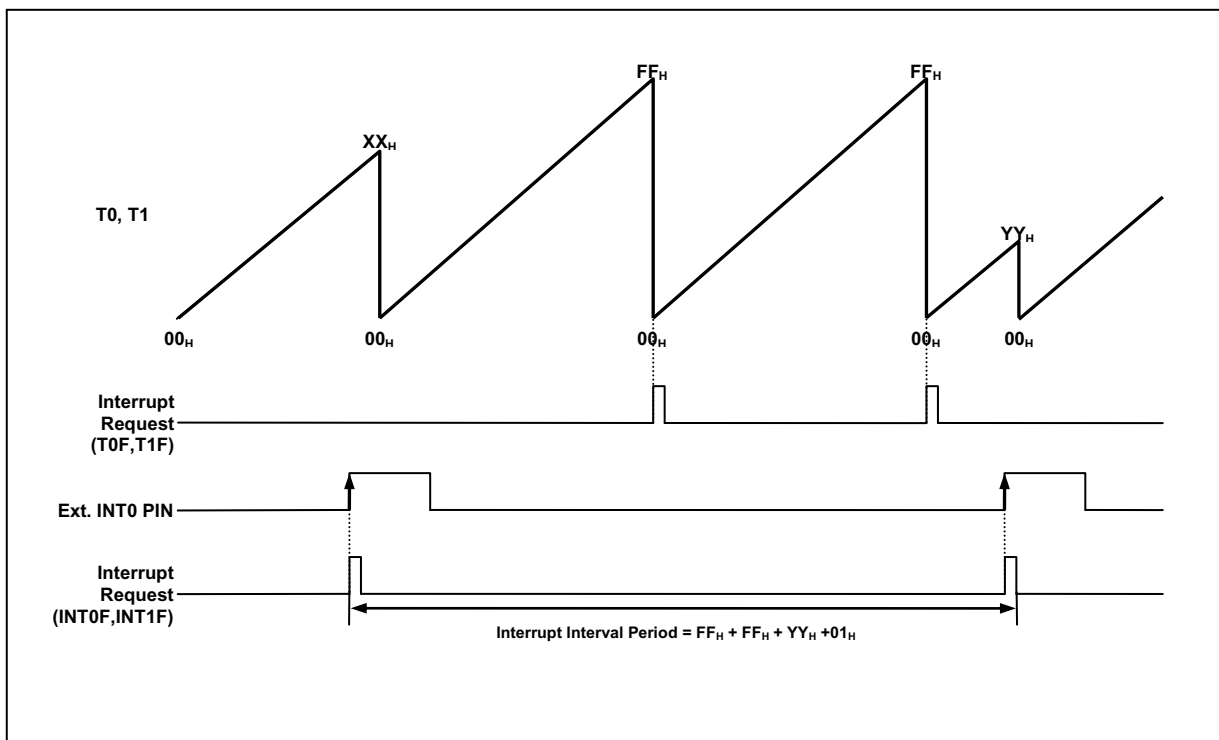 FFH FFH
XXH
T0, T1
YYH
00H 00H 00H 00H 00H
Interrupt
Request
(T0F,T1F)
Ext. INT0 PIN
Interrupt
Request
(INT0F,INT1F)
Interrupt Interval Period = FFH + FFH + YYH +01H